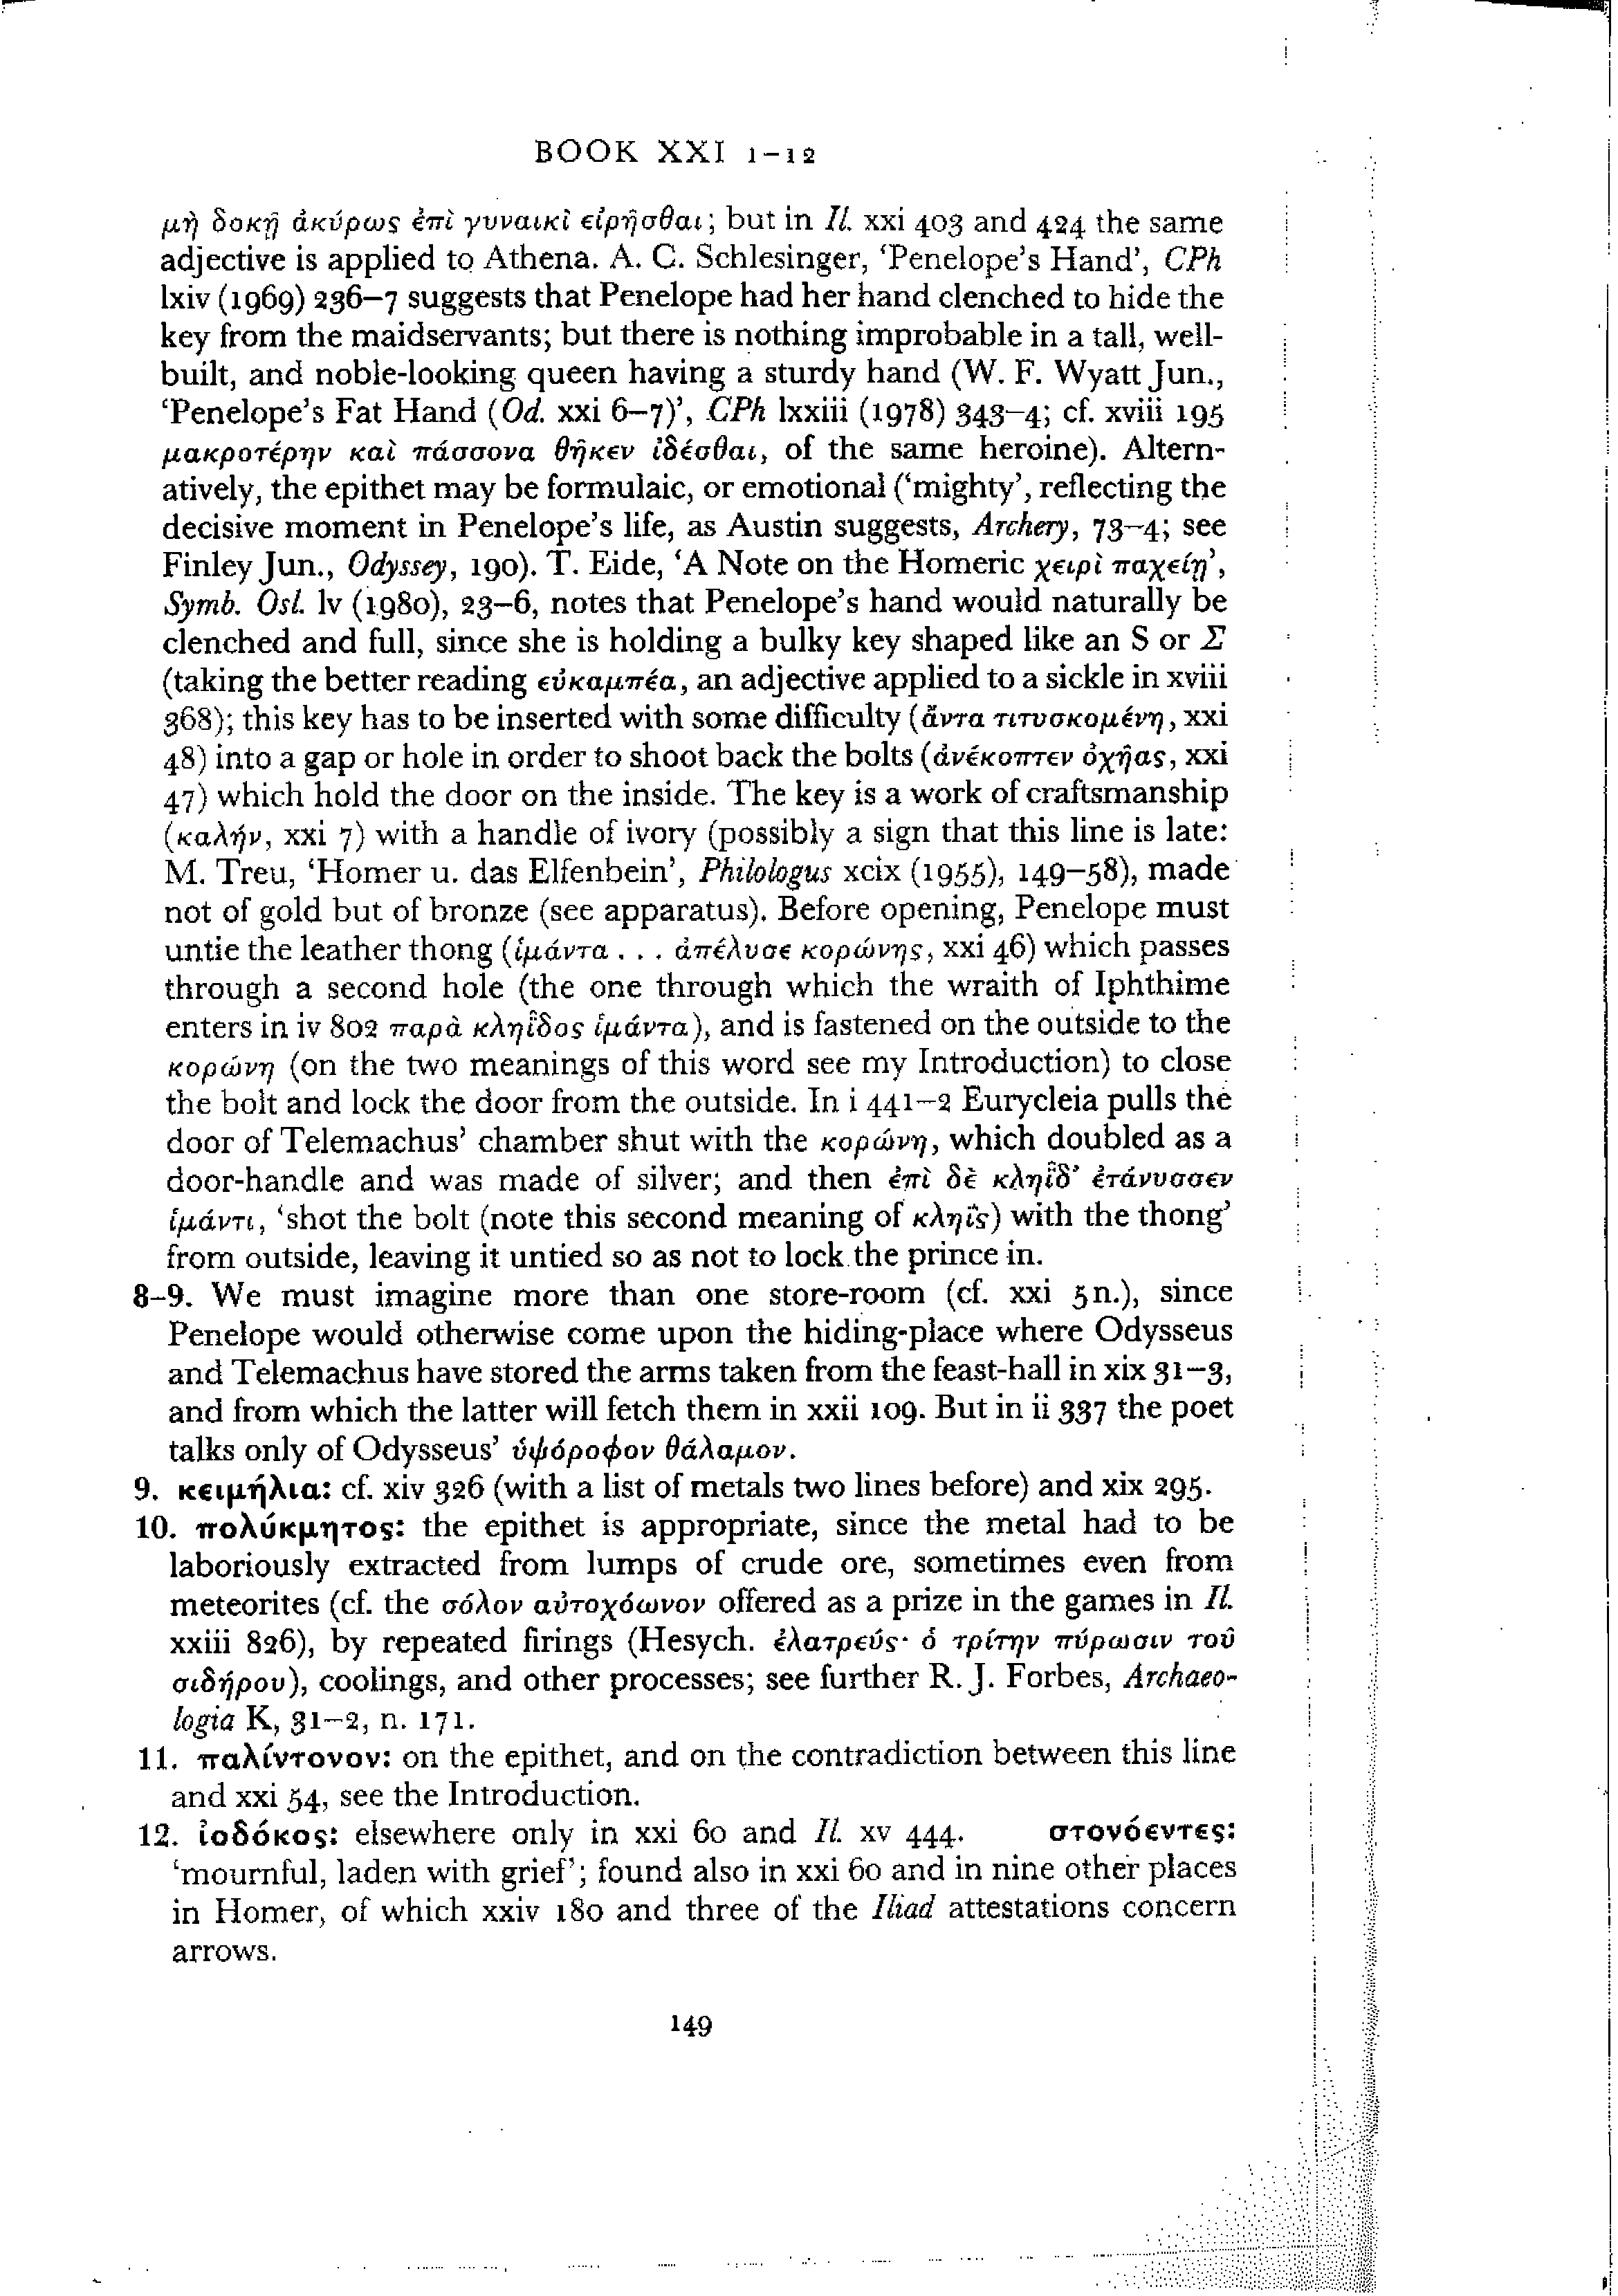 BOOK XXI 1–12
μὴ δοκῇ ἀκύρως ἐπὶ γυναικὶ εἰρῆσθαι; but in Il. xxi 403 and 424 the same
adjective is applied to Athena. A. C. Schlesinger, ‘Penelope’s Hand’, CPh
lxiv (1969) 236–7 suggests that Penelope had her hand clenched to hide the
key from the maidservants; but there is nothing improbable in a tall, well-
built, and noble-looking queen having a sturdy hand (W. F. Wyatt Jun.,
‘Penelope’s Fat Hand (Od. xxi 6–7)’, CPh lxxiii (1978) 343–4; cf. xviii 195
μακροτέρην καὶ πάσσονα θῆκεν ἰδέσθαι, of the same heroine). Altern-
atively, the epithet may be formulaic, or emotional (‘mighty’, reflecting the
decisive moment in Penelope’s life, as Austin suggests, Archery, 73–4; see
Finley Jun., Odyssey, 190). T. Eide, ‘A Note on the Homeric χειρὶ παχείῃ’,
Symb. Osl. lv (1980), 23–6, notes that Penelope’s hand would naturally be
clenched and full, since she is holding a bulky key shaped like an S or Σ
(taking the better reading εὐκαμπέα, an adjective applied to a sickle in xviii
368); this key has to be inserted with some difficulty (ἄντα τιτυσκομένη, xxi
48) into a gap or hole in order to shoot back the bolts (ἀνέκοπτεν ὀχῆας, xxi
47) which hold the door on the inside. The key is a work of craftsmanship
(καλήν, xxi 7) with a handle of ivory (possibly a sign that this line is late:
M. Treu, ‘Homer u. das Elfenbein’, Philologus xcix (1955), 149–58), made
not of gold but of bronze (see apparatus). Before opening, Penelope must
untie the leather thong (ἱμάντα . . . ἀπέλυσε κορώνης, xxi 46) which passes
through a second hole (the one through which the wraith of Iphthime
enters in iv 802 παρὰ κληῖδος ἱμάντα), and is fastened on the outside to the
κορώνη (on the two meanings of this word see my Introduction) to close
the bolt and lock the door from the outside. In i 441–2 Eurycleia pulls the
door of Telemachus’ chamber shut with the κορώνη, which doubled as a
door-handle and was made of silver; and then ἐπὶ δὲ κληῖδ’ ἐτάνυσσεν
ἱμάντι, ‘shot the bolt (note this second meaning of κληΐς) with the thong’
from outside, leaving it untied so as not to lock the prince in.
8–9. We must imagine more than one store-room (cf. xxi 5 n.), since
Penelope would otherwise come upon the hiding-place where Odysseus
and Telemachus have stored the arms taken from the feast-hall in xix 31–3,
and from which the latter will fetch them in xxii 109. But in ii 337 the poet
talks only of Odysseus’ ὑψόροφον θάλαμον.
9. κειμήλια: cf. xiv 326 (with a list of metals two lines before) and xix 295.
10. πολύκμητος: the epithet is appropriate, since the metal had to be
laboriously extracted from lumps of crude ore, sometimes even from
meteorites (cf. the σόλον αὐτοχόωνον offered as a prize in the games in Il.
xxiii 826), by repeated firings (Hesych. ἐλατρεύς· ὁ τρίτην πύρωσιν τοῦ
σιδήρου), coolings, and other processes; see further R. J. Forbes, Archaeo-
logia K, 31–2, n. 171.
11. παλίντονον: on the epithet, and on the contradiction between this line
and xxi 54, see the Introduction.
12. ἰοδόκος: elsewhere only in xxi 60 and Il. xv 444. στονόεντες:
‘mournful, laden with grief’; found also in xxi 60 and in nine other places
in Homer, of which xxiv 180 and three of the Iliad attestations concern
arrows.
149